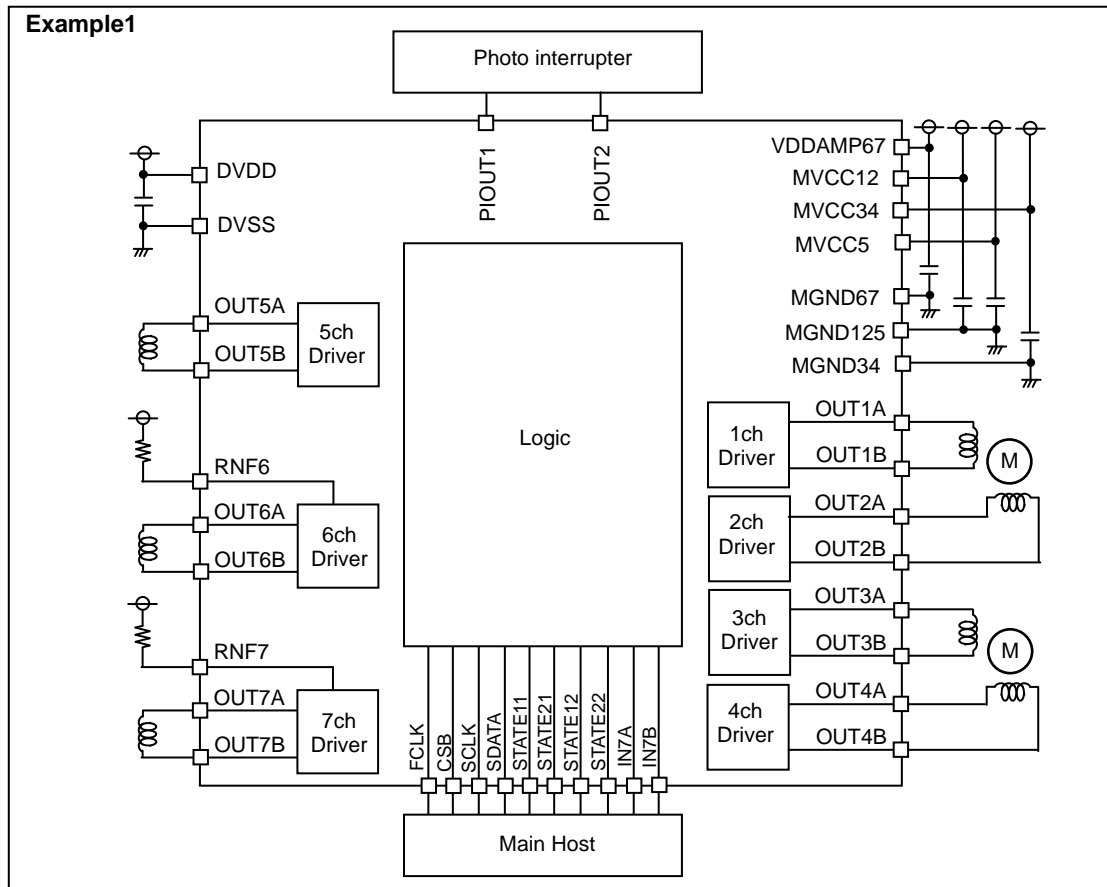 Example1
Photo interrupter
PIOUT1
PIOUT2
DVDD
DVSS
OUT5A
OUT5B
5ch
Driver
RNF6
OUT6A
OUT6B
6ch
Driver
RNF7
OUT7A
OUT7B
7ch
Driver
Logic
VDDAMP67
MVCC12
MVCC34
MVCC5
MGND67
MGND125
MGND34
1ch
Driver
OUT1A
OUT1B
M
2ch
Driver
OUT2A
OUT2B
3ch
Driver
OUT3A
OUT3B
M
4ch
Driver
OUT4A
OUT4B
FCLK
CSB
SCLK
SDATA
STATE11
STATE21
STATE12
STATE22
IN7A
IN7B
Main Host